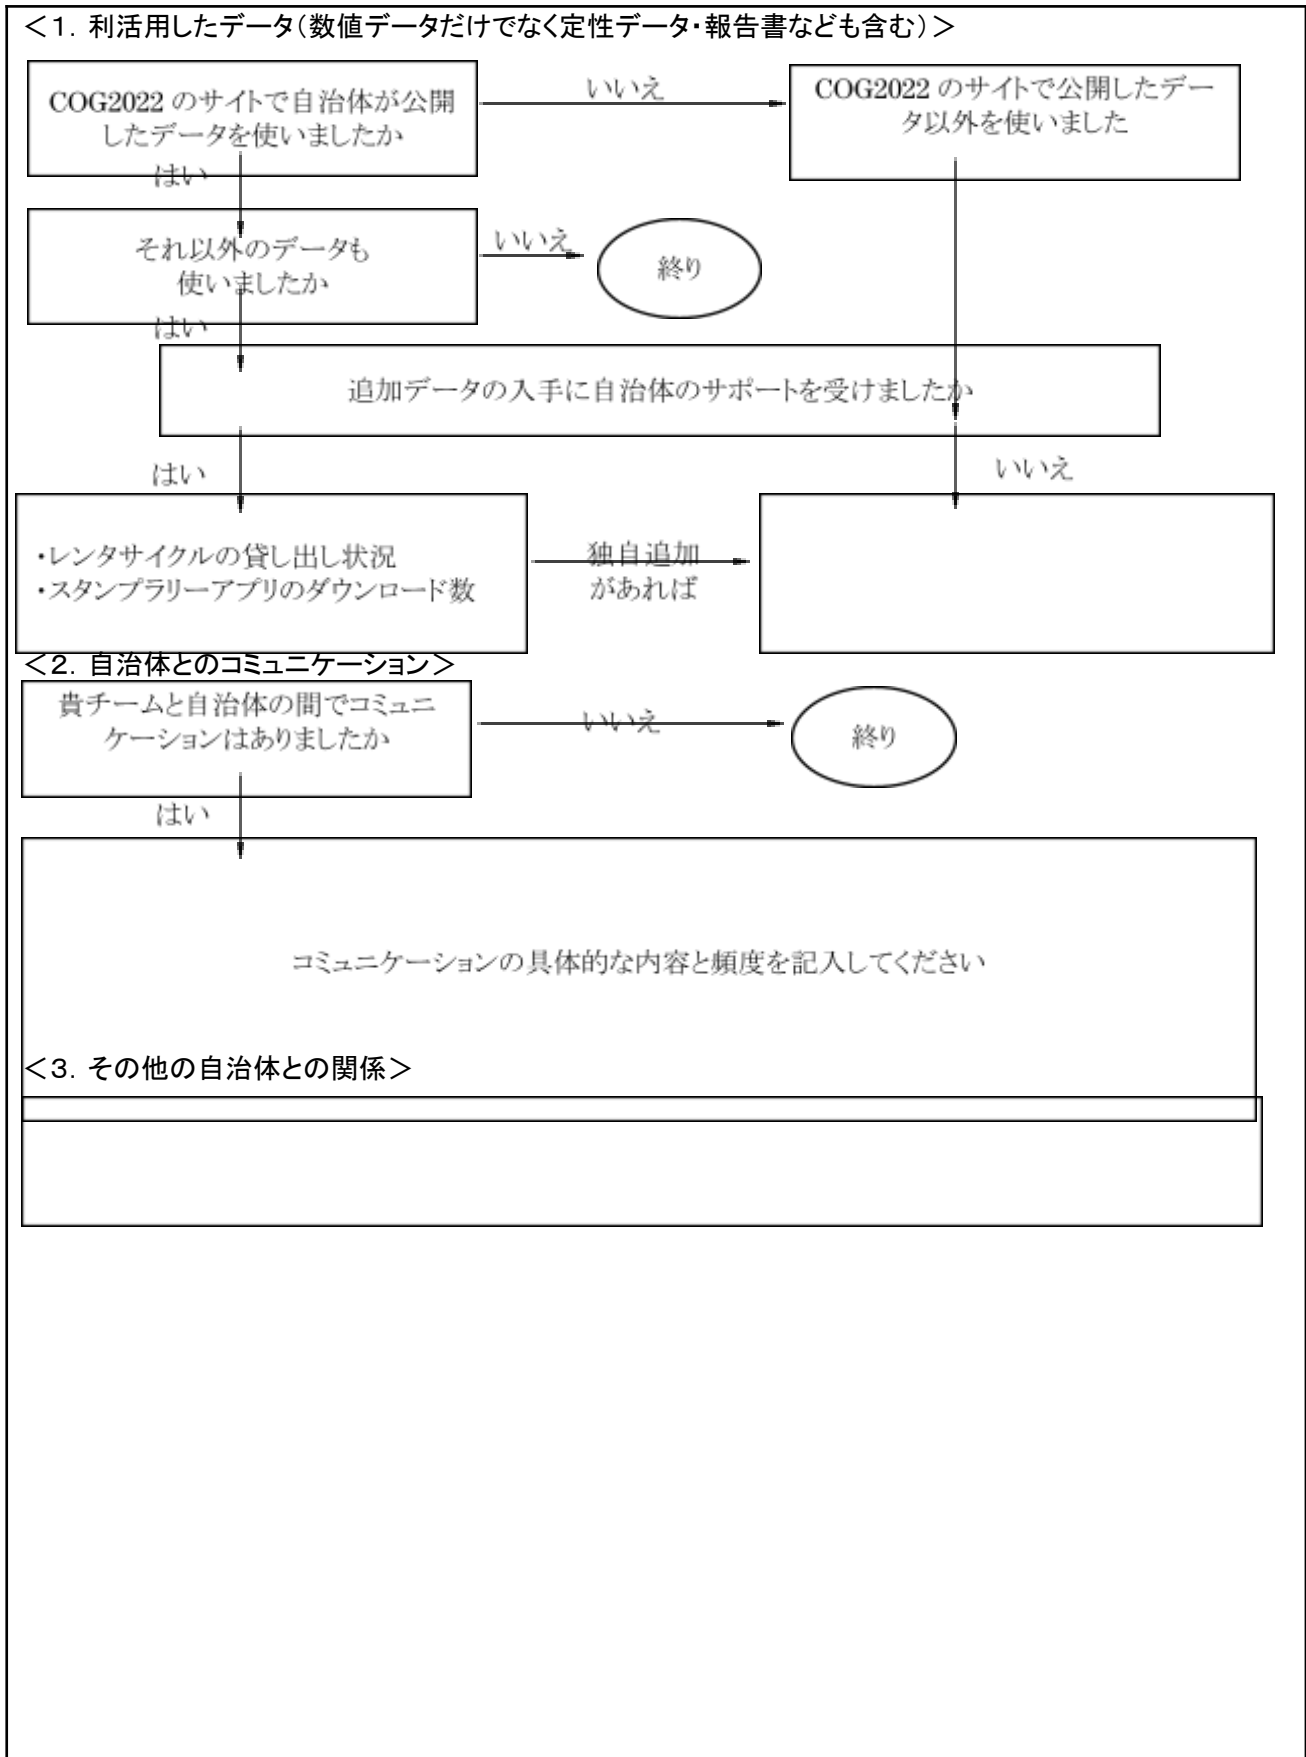 ＜１．利活用したデータ（数値データだけでなく定性データ・報告書なども含む）＞
COG2022 のサイトで自治体が公開
したデータを使いましたか
いいえ
COG2022 のサイトで公開したデー
タ以外を使いました
はい
それ以外のデータも
使いましたか
いいえ
終り
はい
追加データの入手に自治体のサポートを受けましたか
はい
いいえ
・レンタサイクルの貸し出し状況
・スタンプラリーアプリのダウンロード数
独自追加
があれば
＜２．自治体とのコミュニケーション＞
貴チームと自治体の間でコミュニ
ケーションはありましたか
いいえ
終り
はい
コミュニケーションの具体的な内容と頻度を記入してください
＜３．その他の自治体との関係＞